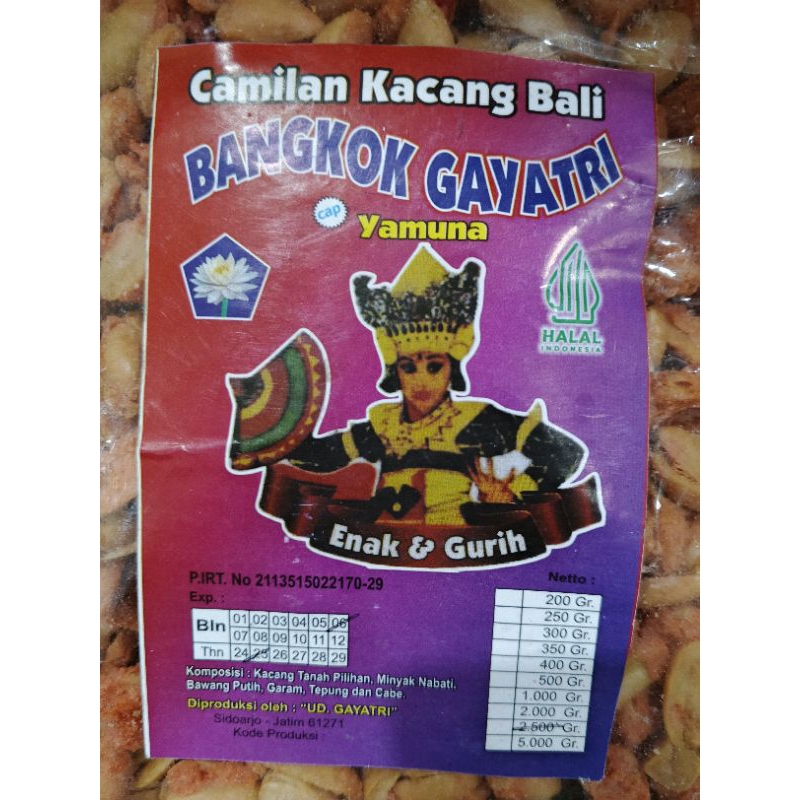 Camilan Kacang Bali
BANGKOK GAYATRI
cap
Yamuna
HALAL
INDONESIA
Enak & Gurih
P.IRT. No 2113515022170-29
Exp. :
Bln 01 02 03 04 05 06
07 08 09 10 11 12
Thn 24 25 26 27 28 29
Netto :
200 Gr.
250 Gr.
300 Gr.
350 Gr.
400 Gr.
500 Gr.
1.000 Gr.
2.000 Gr.
2.500 Gr.
5.000 Gr.
Komposisi : Kacang Tanah Pilihan, Minyak Nabati,
Bawang Putih, Garam, Tepung dan Cabe.
Diproduksi oleh : "UD. GAYATRI"
Sidoarjo - Jatim 61271
Kode Produksi :